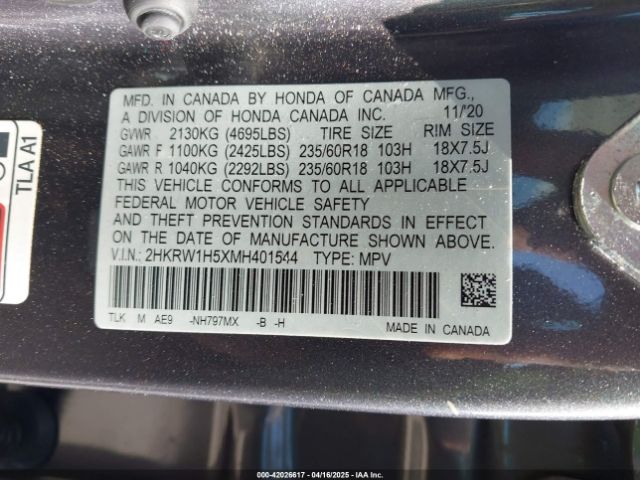 MFD. IN CANADA BY HONDA OF CANADA MFG.,
A DIVISION OF HONDA CANADA INC. 11/'20
GVWR 2130KG (4695LBS) TIRE SIZE RIM SIZE
GAWR F 1100KG (2425LBS) 235/60R18 103H 18X7.5J
GAWR R 1040KG (2292LBS) 235/60R18 103H 18X7.5J
THIS VEHICLE CONFORMS TO ALL APPLICABLE
FEDERAL MOTOR VEHICLE SAFETY
AND THEFT PREVENTION STANDARDS IN EFFECT
ON THE DATE OF MANUFACTURE SHOWN ABOVE.
V.I.N.: 2HKRW1H5XMH401544 TYPE: MPV
TLK M AE9 -NH797MX -B -H
MADE IN CANADA
TLA A1
000-42026617 - 04/16/2025 - IAAI.COM